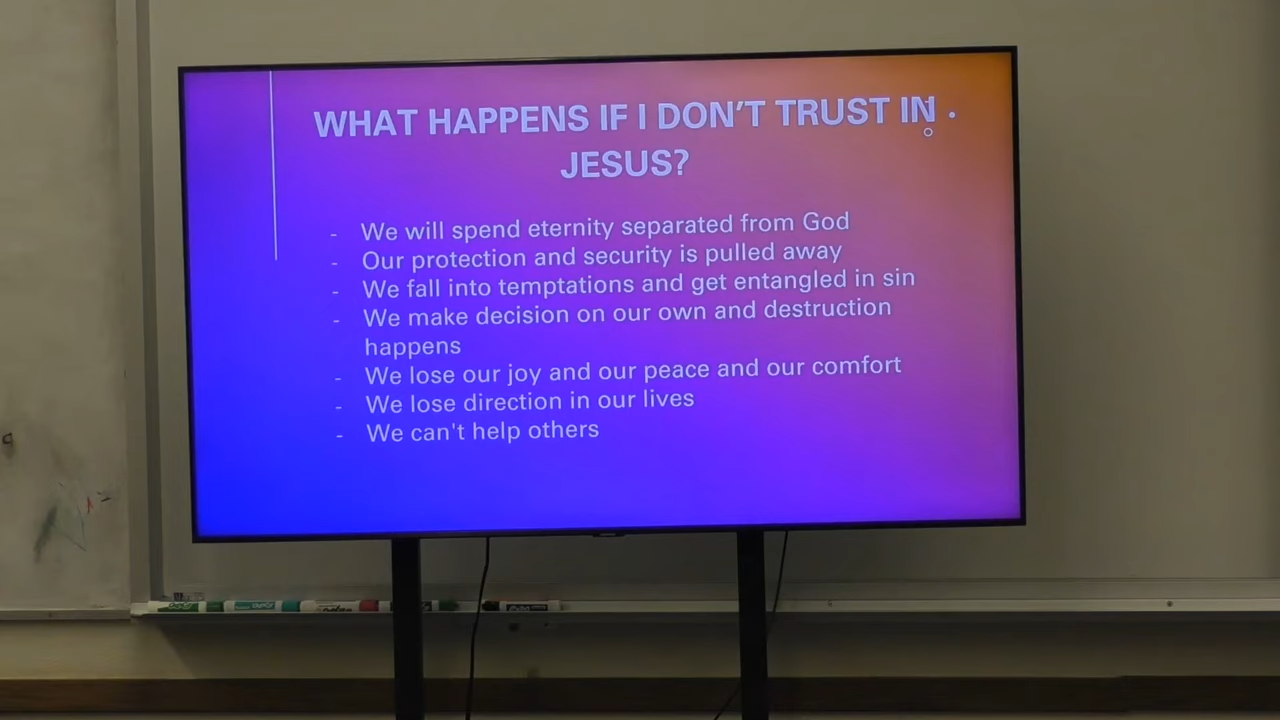 WHAT HAPPENS IF I DON'T TRUST IN
JESUS?
- We will spend eternity separated from God
- Our protection and security is pulled away
- We fall into temptations and get entangled in sin
- We make decision on our own and destruction
happens
- We lose our joy and our peace and our comfort
- We lose direction in our lives
- We can't help others